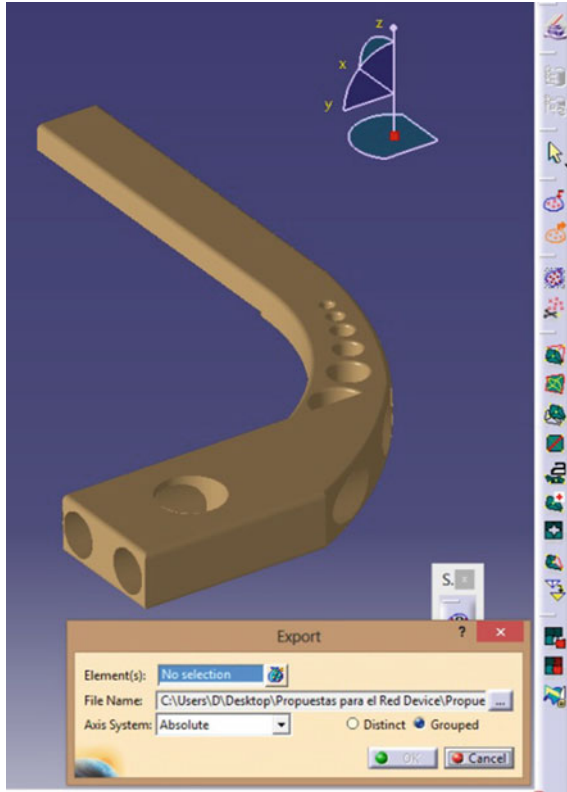 z
x
y
S.
Export
? ×
Element(s): No selection
File Name: C:\Users\D\Desktop\Propuestas para el Red Device\Propue ...
Axis System: Absolute Distinct Grouped
OK Cancel